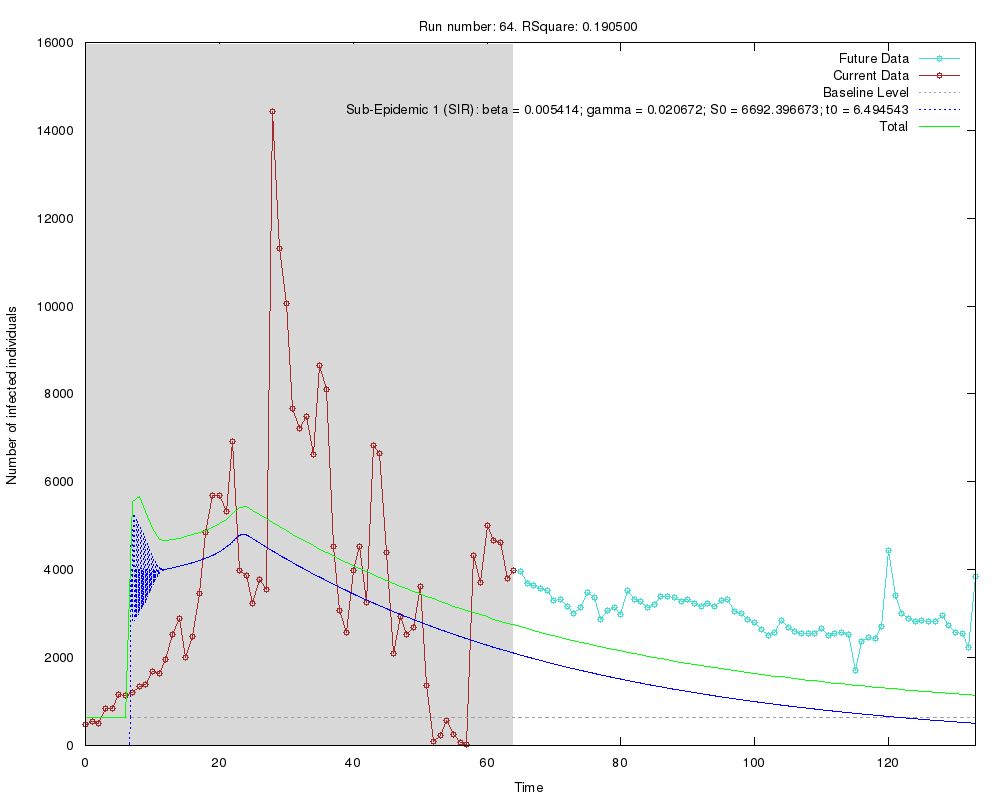 Run number: 64. RSquare: 0.190500
16000
14000
12000
10000
8000
6000
4000
2000
0
Number of infected individuals
Future Data
Current Data
Baseline Level
Sub-Epidemic 1 (SIR): beta = 0.005414; gamma = 0.020672; S0 = 6692.396673; t0 = 6.494543
Total
0 20 40 60 80 100 120
Time